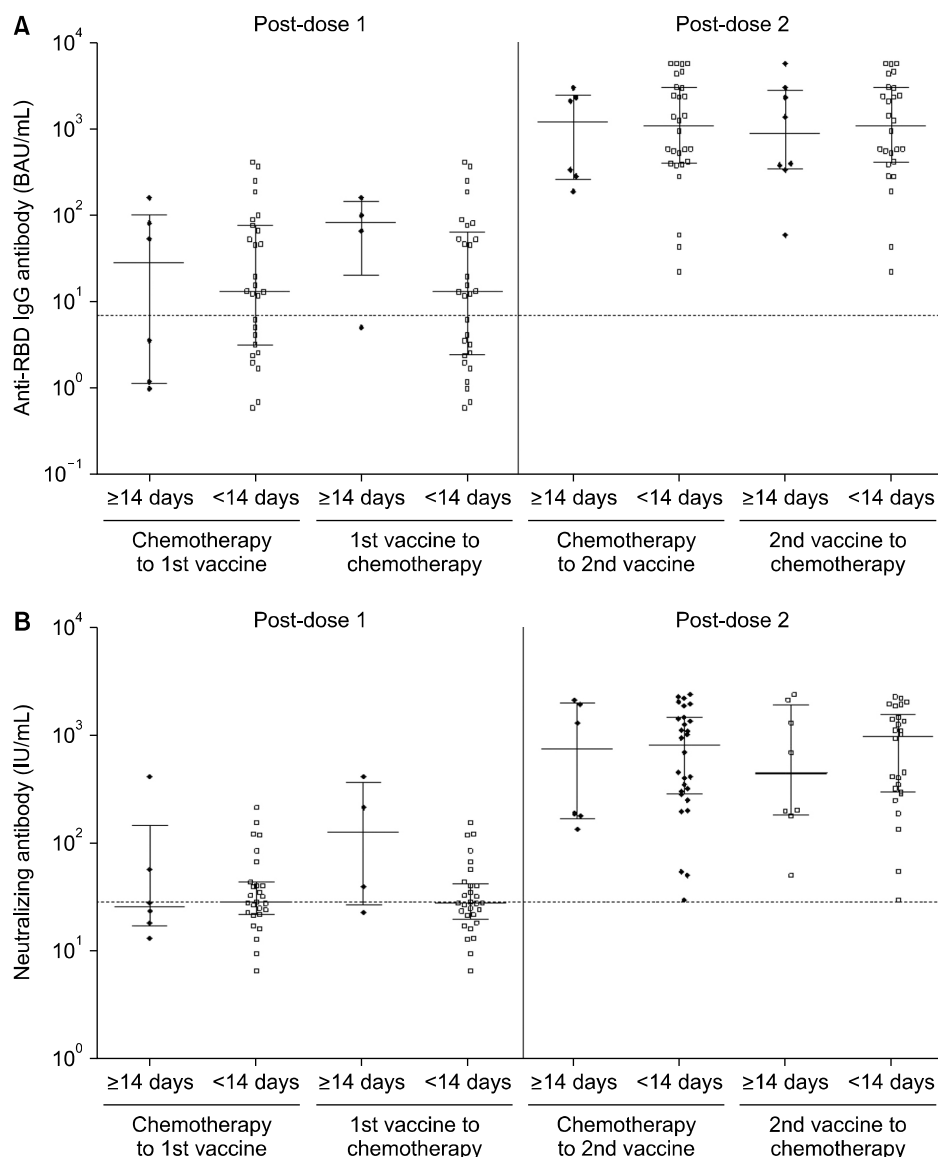 A
Post-dose 1
Post-dose 2
Anti-RBD IgG antibody (BAU/mL)
10⁴
10³
10²
10¹
10⁰
10⁻¹
≥14 days <14 days ≥14 days <14 days ≥14 days <14 days ≥14 days <14 days
Chemotherapy
to 1st vaccine
1st vaccine to
chemotherapy
Chemotherapy
to 2nd vaccine
2nd vaccine to
chemotherapy
B
Post-dose 1
Post-dose 2
Neutralizing antibody (IU/mL)
10⁴
10³
10²
10¹
10⁰
≥14 days <14 days ≥14 days <14 days ≥14 days <14 days ≥14 days <14 days
Chemotherapy
to 1st vaccine
1st vaccine to
chemotherapy
Chemotherapy
to 2nd vaccine
2nd vaccine to
chemotherapy